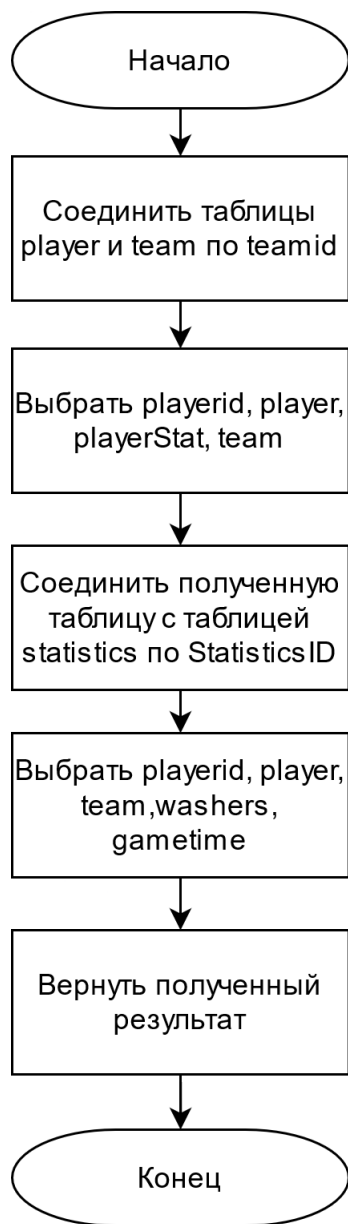 Начало
Соединить таблицы
player и team по teamid
Выбрать playerid, player,
playerStat, team
Соединить полученную
таблицу с таблицей
statistics по StatisticsID
Выбрать playerid, player,
team,washers,
gametime
Вернуть полученный
результат
Конец